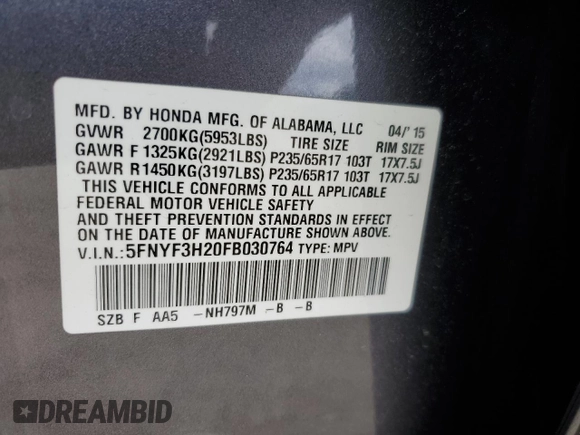 MFD. BY HONDA MFG. OF ALABAMA, LLC 04/'15
GVWR 2700KG(5953LBS) TIRE SIZE RIM SIZE
GAWR F 1325KG(2921LBS) P235/65R17 103T 17X7.5J
GAWR R 1450KG(3197LBS) P235/65R17 103T 17X7.5J
THIS VEHICLE CONFORMS TO ALL APPLICABLE
FEDERAL MOTOR VEHICLE SAFETY
AND THEFT PREVENTION STANDARDS IN EFFECT
ON THE DATE OF MANUFACTURE SHOWN ABOVE.
V.I.N.:5FNYF3H20FB030764 TYPE: MPV
SZB F AA5 -NH797M -B -B
DREAMBID